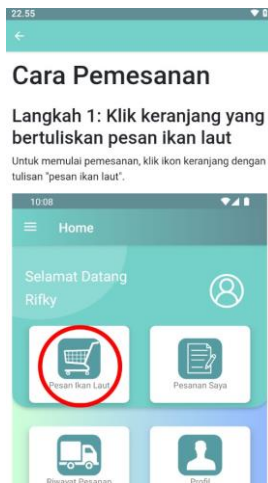 22.55
Cara Pemesanan
Langkah 1: Klik keranjang yang
bertuliskan pesan ikan laut
Untuk memulai pemesanan, klik ikon keranjang dengan
tulisan "pesan ikan laut".
10:08
Home
Selamat Datang
Rifky
Pesan Ikan Laut
Pesanan Saya
Riwayat Pesanan
Profil